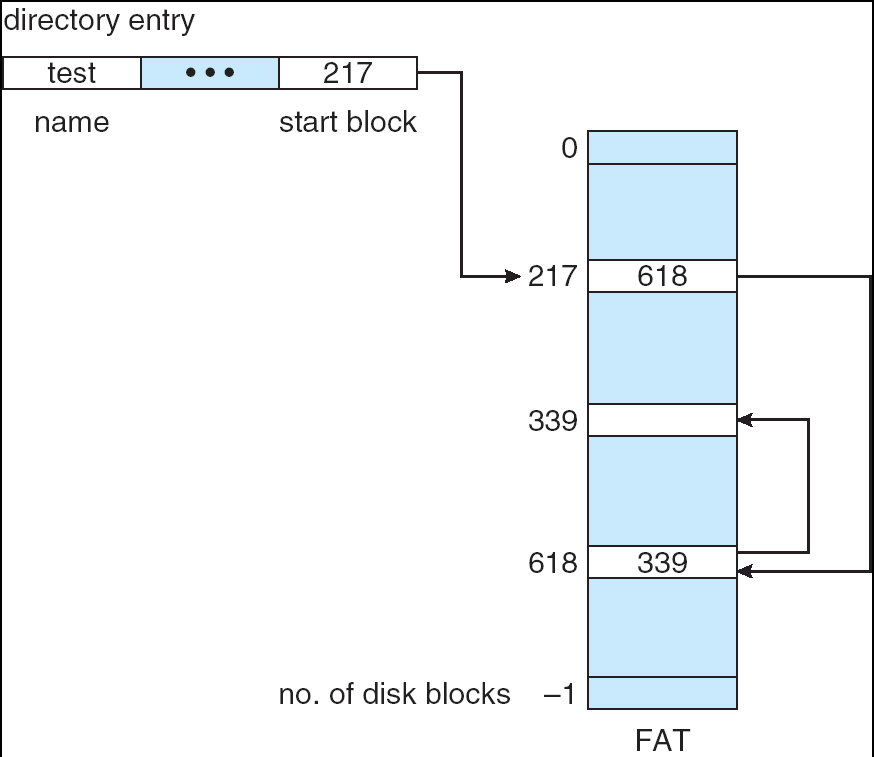 directory entry
test ••• 217
name start block
0
217 618
339
618 339
no. of disk blocks –1
FAT